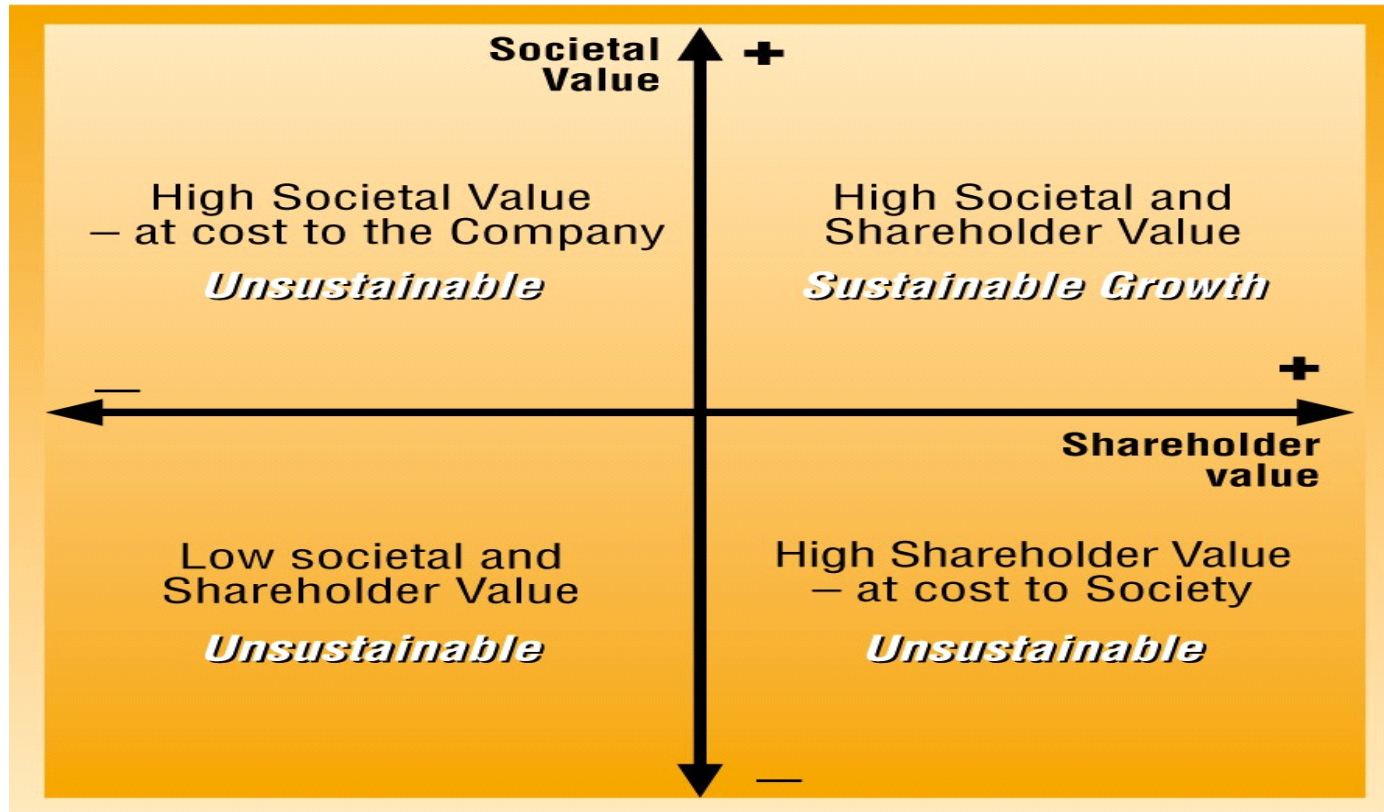 Societal
Value
+
High Societal Value
– at cost to the Company
Unsustainable
High Societal and
Shareholder Value
Sustainable Growth
—
+
Shareholder
value
Low societal and
Shareholder Value
Unsustainable
High Shareholder Value
– at cost to Society
Unsustainable
—